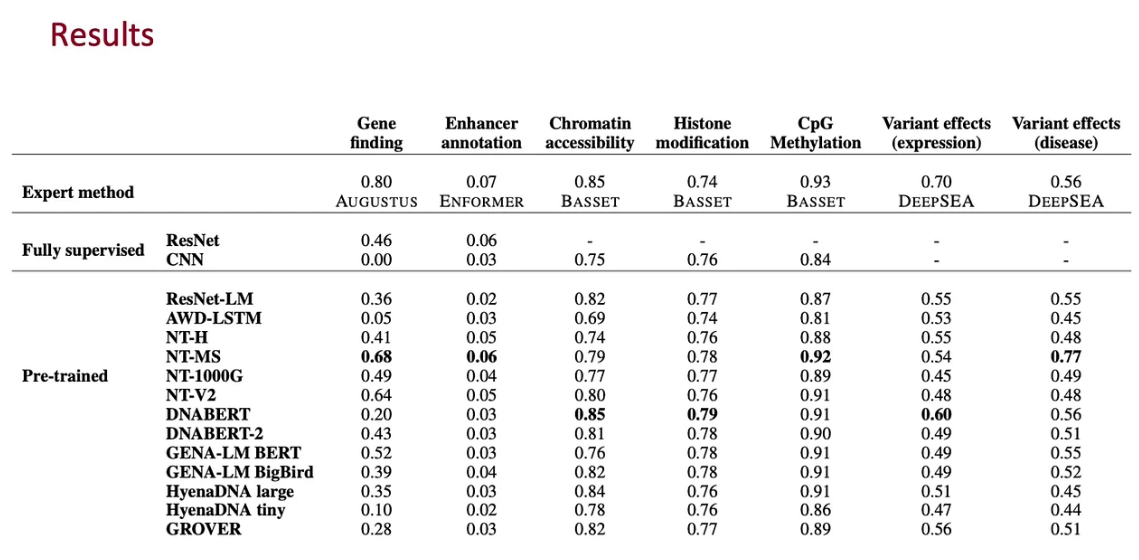 Results
Gene Enhancer Chromatin Histone CpG Variant effects Variant effects
finding annotation accessibility modification Methylation (expression) (disease)
Expert method 0.80 0.07 0.85 0.74 0.93 0.70 0.56
AUGUSTUS ENFORMER BASSET BASSET BASSET DEEPSEA DEEPSEA
Fully supervised ResNet 0.46 0.06 - - - - -
CNN 0.00 0.03 0.75 0.76 0.84 - -
Pre-trained ResNet-LM 0.36 0.02 0.82 0.77 0.87 0.55 0.55
AWD-LSTM 0.05 0.03 0.69 0.74 0.81 0.53 0.45
NT-H 0.41 0.05 0.74 0.76 0.88 0.55 0.48
NT-MS 0.68 0.06 0.79 0.78 0.92 0.54 0.77
NT-1000G 0.49 0.04 0.77 0.77 0.89 0.45 0.49
NT-V2 0.64 0.05 0.80 0.76 0.91 0.48 0.48
DNABERT 0.20 0.03 0.85 0.79 0.91 0.60 0.56
DNABERT-2 0.43 0.03 0.81 0.78 0.90 0.49 0.51
GENA-LM BERT 0.52 0.03 0.76 0.78 0.91 0.49 0.55
GENA-LM BigBird 0.39 0.04 0.82 0.78 0.91 0.49 0.52
HyenaDNA large 0.35 0.03 0.84 0.76 0.91 0.51 0.45
HyenaDNA tiny 0.10 0.02 0.78 0.76 0.86 0.47 0.44
GROVER 0.28 0.03 0.82 0.77 0.89 0.56 0.51